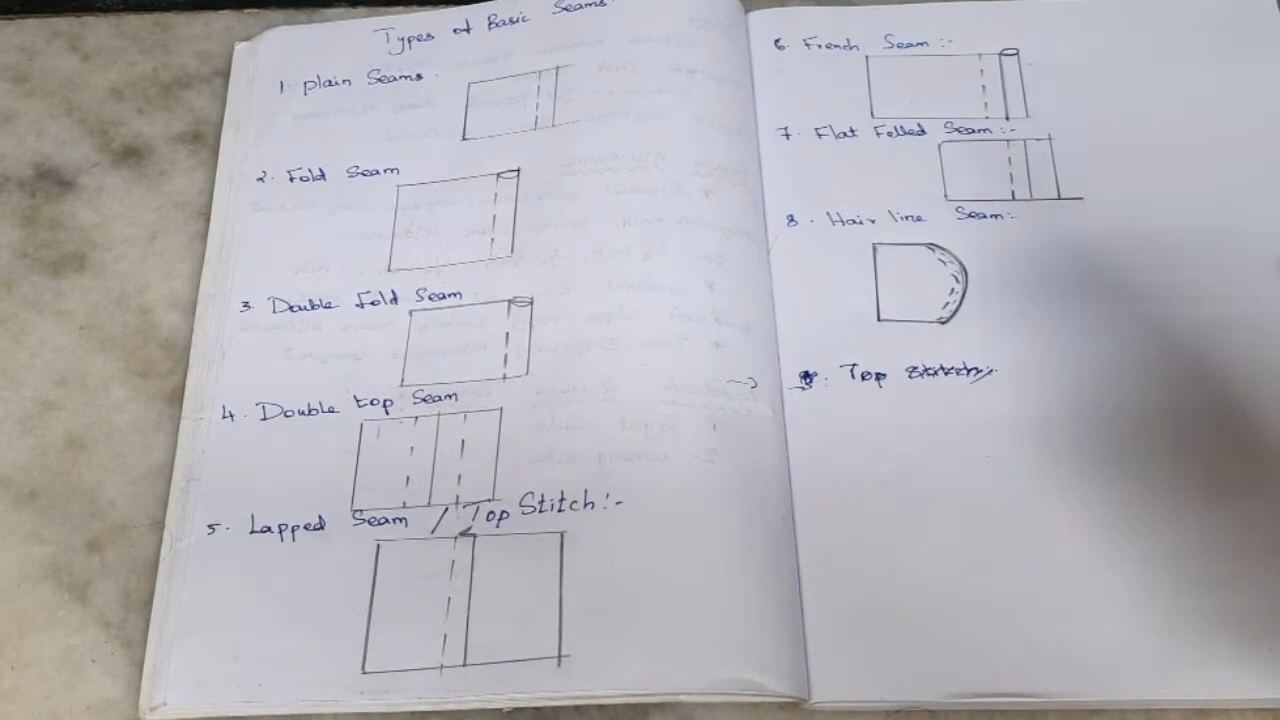 Types of Basic Seams.
1. Plain Seams.
2. Fold Seam
3. Double Fold Seam
4. Double top Seam
5. Lapped Seam / Top Stitch:-
6. French Seam:-
7. Flat Felled Seam:-
8. Hair line Seam:-
Top